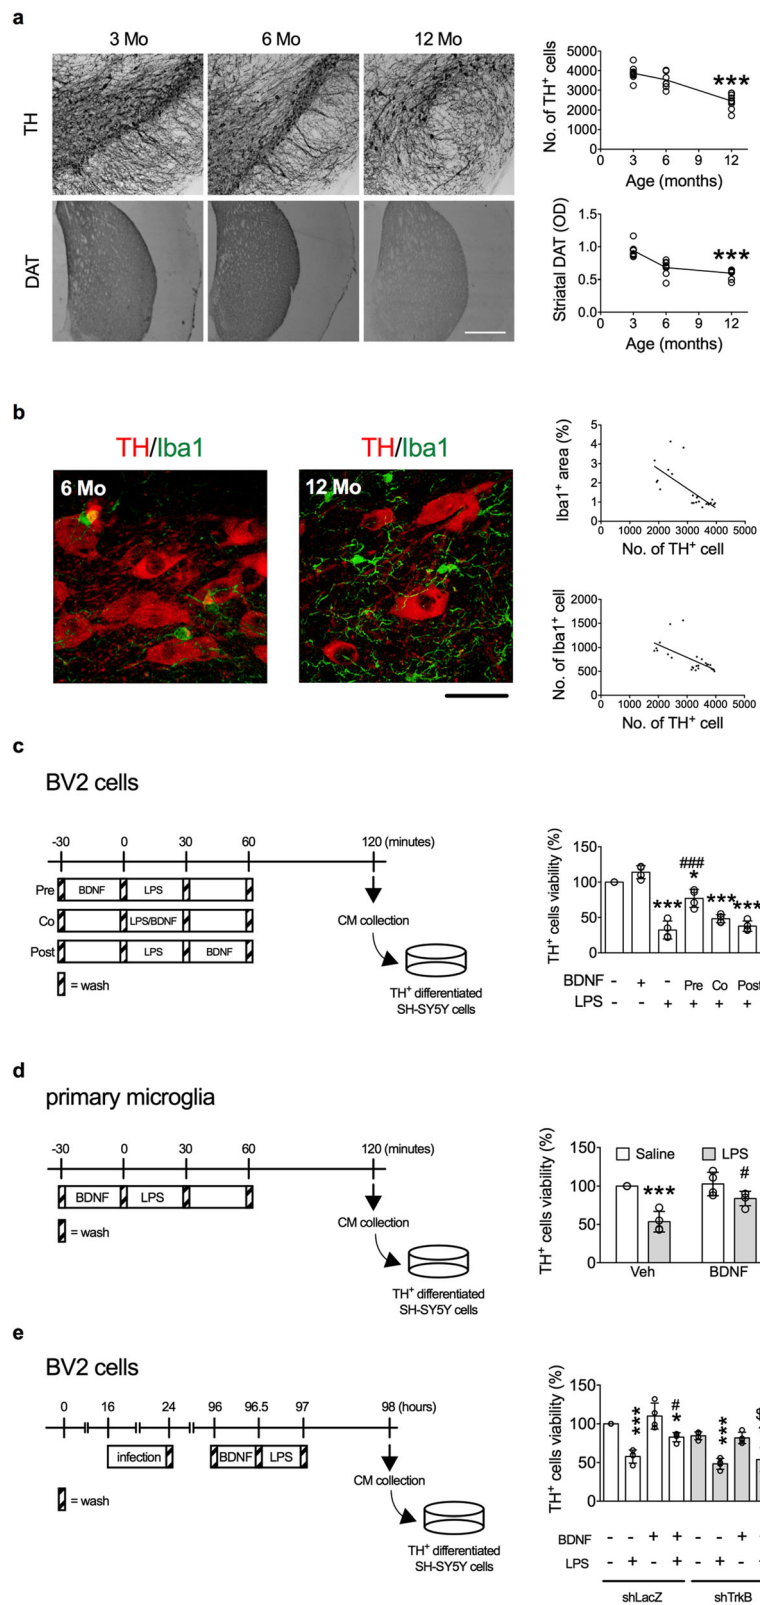 a
3 Mo 6 Mo 12 Mo
TH
DAT
No. of TH+ cells
5000
4000
3000
2000
1000
0
***
0 3 6 9 12
Age (months)
Striatal DAT (OD)
1.5
1.0
0.5
0.0
***
0 3 6 9 12
Age (months)
b
TH/Iba1 TH/Iba1
6 Mo
12 Mo
Iba1+ area (%)
5
4
3
2
1
0
0 1000 2000 3000 4000 5000
No. of TH+ cell
No. of Iba1+ cell
2000
1500
1000
500
0
0 1000 2000 3000 4000 5000
No. of TH+ cell
c
BV2 cells
-30 0 30 60 120 (minutes)
Pre BDNF LPS
Co LPS/BDNF
Post LPS BDNF
= wash
CM collection
TH+ differentiated
SH-SY5Y cells
TH+ cells viability (%)
150
100
50
0
*** ### * *** ***
BDNF - + - Pre Co Post
LPS - - + + + +
d
primary microglia
-30 0 30 60 120 (minutes)
BDNF LPS
= wash
CM collection
TH+ differentiated
SH-SY5Y cells
TH+ cells viability (%)
150
100
50
0
Saline LPS
*** #
Veh BDNF
e
BV2 cells
0 16 24 96 96.5 97 98 (hours)
infection BDNF LPS
= wash
CM collection
TH+ differentiated
SH-SY5Y cells
TH+ cells viability (%)
150
100
50
0
*** # * ***
BDNF - - + + - - +
LPS - + - + - + -
shLacZ shTrkB